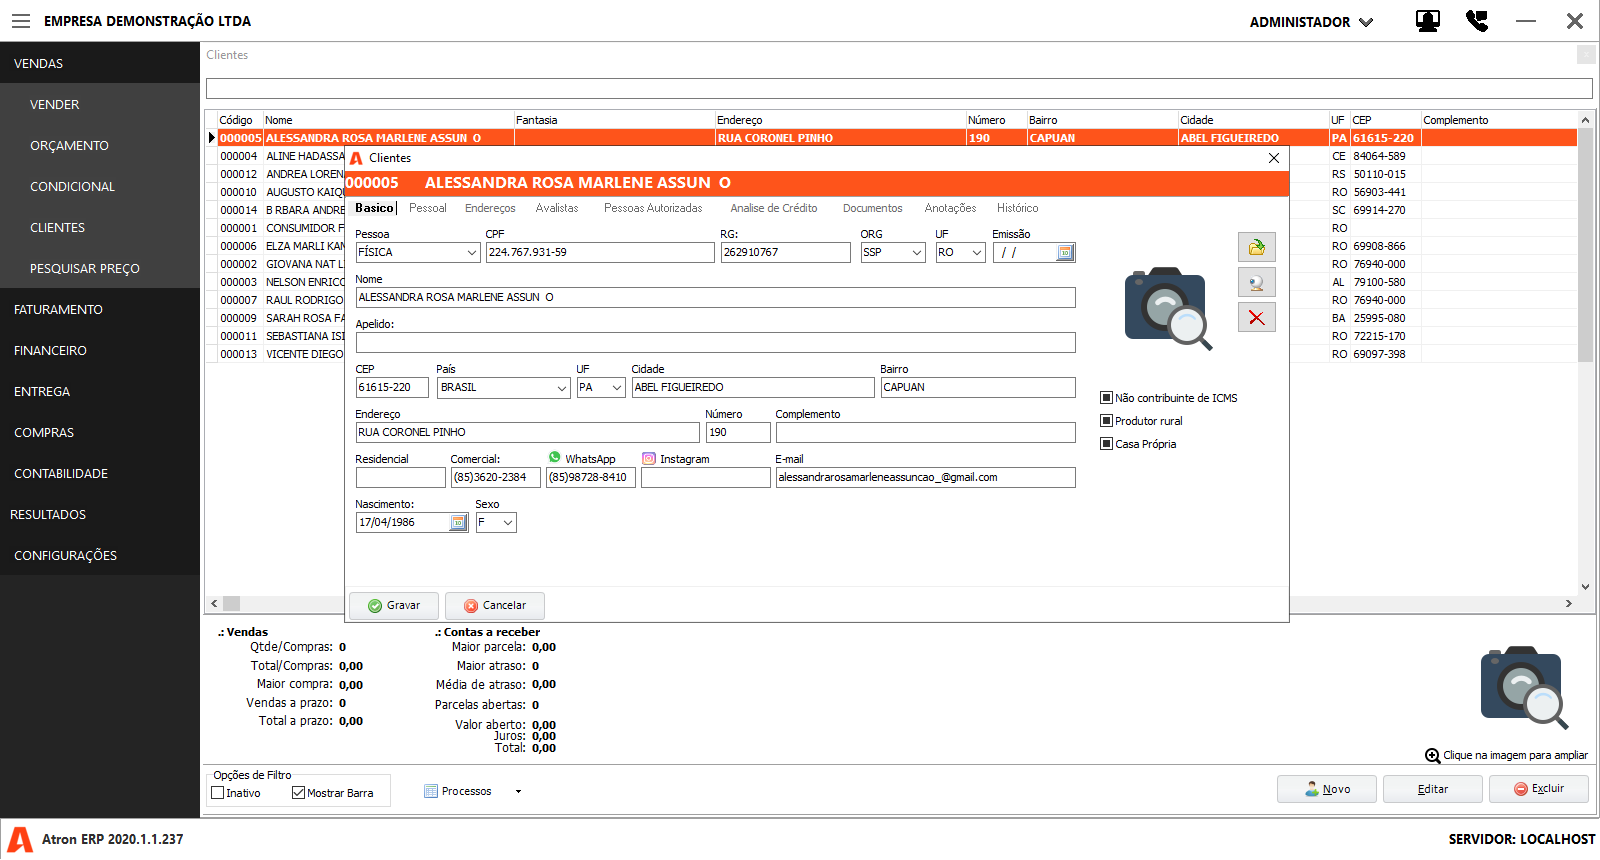 EMPRESA DEMONSTRAÇÃO LTDA
ADMINISTADOR
VENDAS
VENDER
ORÇAMENTO
CONDICIONAL
CLIENTES
PESQUISAR PREÇO
FATURAMENTO
FINANCEIRO
ENTREGA
COMPRAS
CONTABILIDADE
RESULTADOS
CONFIGURAÇÕES
Clientes
Código Nome Fantasia Endereço Número Bairro Cidade UF CEP Complemento
000005 ALESSANDRA ROSA MARLENE ASSUN  O RUA CORONEL PINHO 190 CAPUAN ABEL FIGUEIREDO PA 61615-220
000004 ALINE HADASSA CE 84064-589
000012 ANDREA LOREN RS 50110-015
000010 AUGUSTO KAIQU RO 56903-441
000014 B RBARA ANDRE SC 69914-270
000001 CONSUMIDOR F RO
000006 ELZA MARLI KAN RO 69908-866
000002 GIOVANA NAT L RO 76940-000
000003 NELSON ENRICO AL 79100-580
000007 RAUL RODRIGO RO 76940-000
000009 SARAH ROSA FA BA 25995-080
000011 SEBASTIANA ISI RO 72215-170
000013 VICENTE DIEGO RO 69097-398
Clientes
000005 ALESSANDRA ROSA MARLENE ASSUN  O
Basico Pessoal Endereços Avalistas Pessoas Autorizadas Analise de Crédito Documentos Anotações Histórico
Pessoa CPF RG: ORG UF Emissão
FÍSICA 224.767.931-59 262910767 SSP RO / /
Nome
ALESSANDRA ROSA MARLENE ASSUN  O
Apelido:
CEP País UF Cidade Bairro
61615-220 BRASIL PA ABEL FIGUEIREDO CAPUAN
Endereço Número Complemento
RUA CORONEL PINHO 190
Residencial Comercial: WhatsApp Instagram E-mail
(85)3620-2384 (85)98728-8410 alessandrarosamarleneassuncao_@gmail.com
Nascimento: Sexo
17/04/1986 F
Não contribuinte de ICMS
Produtor rural
Casa Própria
Gravar Cancelar
.: Vendas
Qtde/Compras: 0
Total/Compras: 0,00
Maior compra: 0,00
Vendas a prazo: 0
Total a prazo: 0,00
.: Contas a receber
Maior parcela: 0,00
Maior atraso: 0
Média de atraso: 0,00
Parcelas abertas: 0
Valor aberto: 0,00
Juros: 0,00
Total: 0,00
Clique na imagem para ampliar
Opções de Filtro
Inativo Mostrar Barra
Processos
Novo Editar Excluir
Atron ERP 2020.1.1.237
SERVIDOR: LOCALHOST